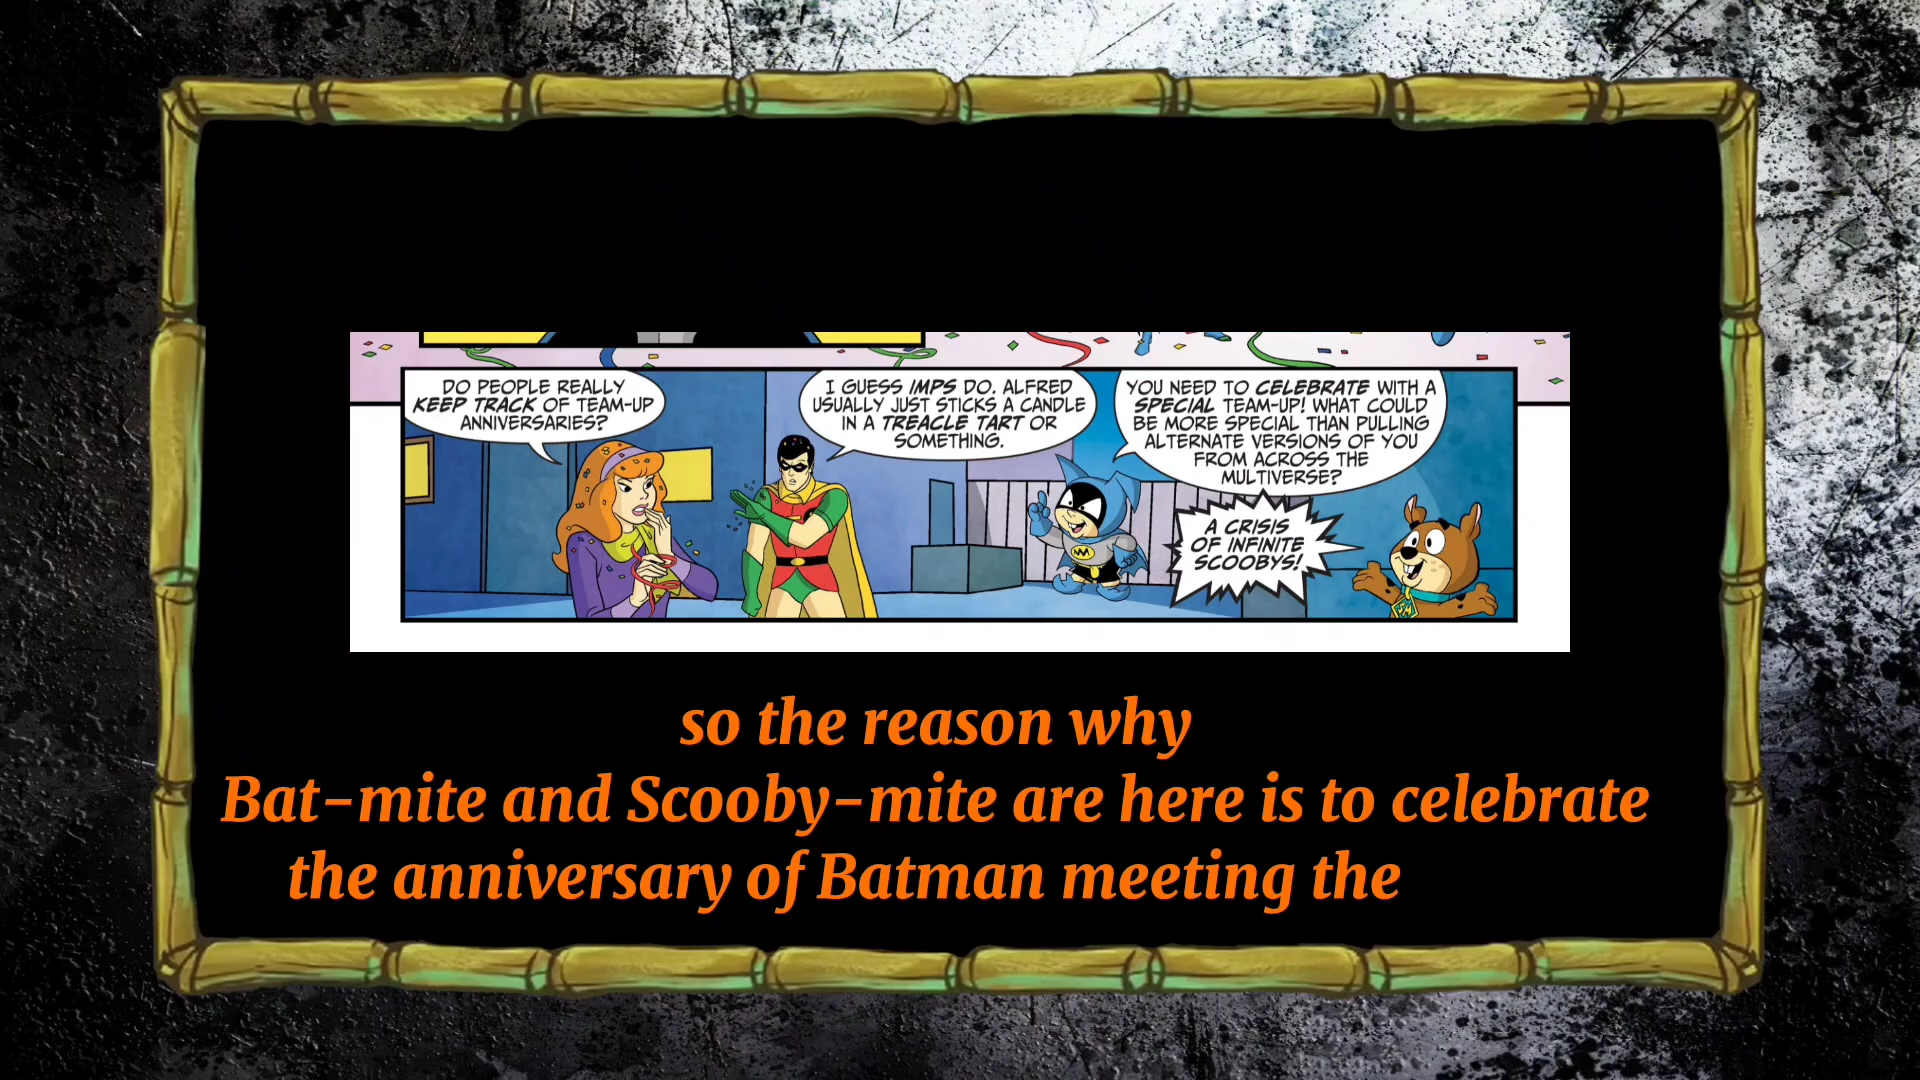 DO PEOPLE REALLY
KEEP TRACK OF TEAM-UP
ANNIVERSARIES?
I GUESS IMPS DO. ALFRED
USUALLY JUST STICKS A CANDLE
IN A TREACLE TART OR
SOMETHING.
YOU NEED TO CELEBRATE WITH A
SPECIAL TEAM-UP! WHAT COULD
BE MORE SPECIAL THAN PULLING
ALTERNATE VERSIONS OF YOU
FROM ACROSS THE
MULTIVERSE?
A CRISIS
OF INFINITE
SCOOBYS!
so the reason why
Bat-mite and Scooby-mite are here is to celebrate
the anniversary of Batman meeting the